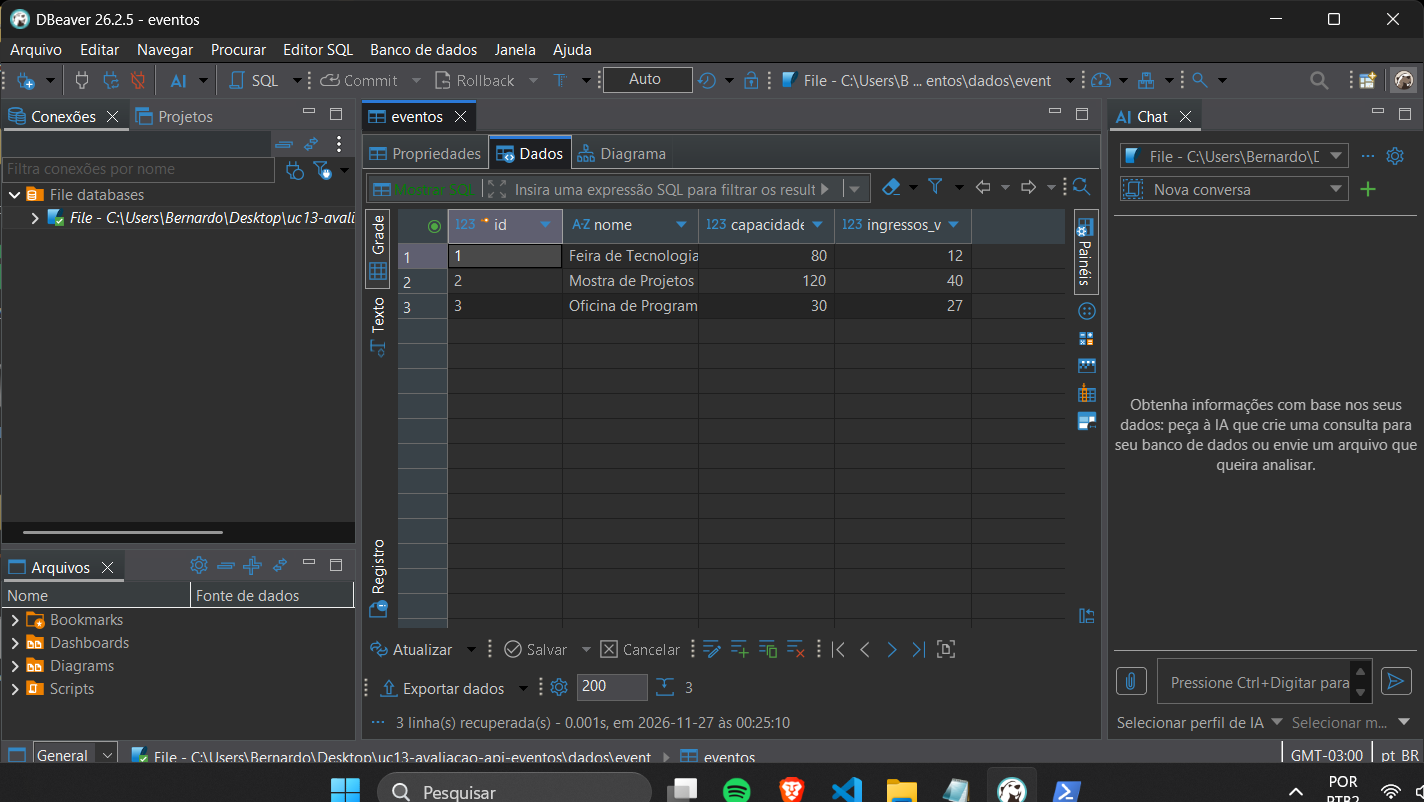 DBeaver 26.2.5 - eventos
Arquivo Editar Navegar Procurar Editor SQL Banco de dados Janela Ajuda
AI SQL Commit Rollback T Auto File - C:\Users\B ... entos\dados\event
Conexões Projetos
Filtra conexões por nome
File databases
File - C:\Users\Bernardo\Desktop\uc13-avali
Arquivos
Nome Fonte de dados
Bookmarks
Dashboards
Diagrams
Scripts
eventos
Propriedades Dados Diagrama
Mostrar SQL Insira uma expressão SQL para filtrar os result
Grade
Texto
Registro
123 id A-Z nome 123 capacidade 123 ingressos_v
1 1 Feira de Tecnologia 80 12
2 2 Mostra de Projetos 120 40
3 3 Oficina de Program 30 27
Painéis
Atualizar Salvar Cancelar
Exportar dados 200 3
3 linha(s) recuperada(s) - 0.001s, em 2026-11-27 às 00:25:10
AI Chat
File - C:\Users\Bernardo\[
Nova conversa
Obtenha informações com base nos seus
dados: peça à IA que crie uma consulta para
seu banco de dados ou envie um arquivo que
queira analisar.
Pressione Ctrl+Digitar para
Selecionar perfil de IA Selecionar m...
General File - C:\Users\Bernardo\Desktop\uc13-avaliacao-api-eventos\dados\event eventos GMT-03:00 pt_BR
Pesquisar
POR
PTB2